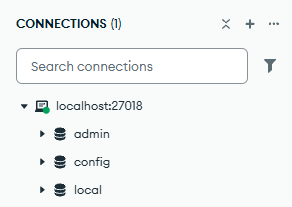 CONNECTIONS (1)
Search connections
localhost:27018
admin
config
local